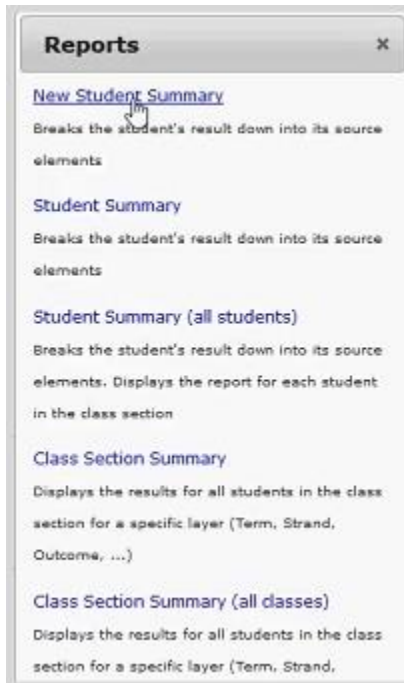 Reports ×
New Student Summary
Breaks the student's result down into its source
elements
Student Summary
Breaks the student's result down into its source
elements
Student Summary (all students)
Breaks the student's result down into its source
elements. Displays the report for each student
in the class section
Class Section Summary
Displays the results for all students in the class
section for a specific layer (Term, Strand,
Outcome, ...)
Class Section Summary (all classes)
Displays the results for all students in the class
section for a specific layer (Term, Strand,